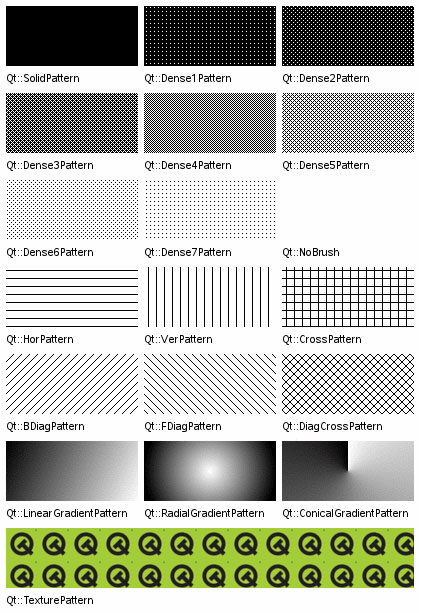 Qt::SolidPattern Qt::Dense1Pattern Qt::Dense2Pattern
Qt::Dense3Pattern Qt::Dense4Pattern Qt::Dense5Pattern
Qt::Dense6Pattern Qt::Dense7Pattern Qt::NoBrush
Qt::HorPattern Qt::VerPattern Qt::CrossPattern
Qt::BDiagPattern Qt::FDiagPattern Qt::DiagCrossPattern
Qt::LinearGradientPattern Qt::RadialGradientPattern Qt::ConicalGradientPattern
Qt::TexturePattern